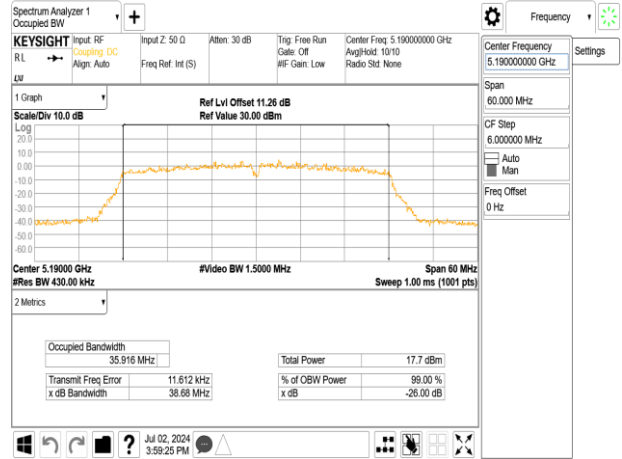 Spectrum Analyzer 1
Occupied BW
+
Frequency
KEYSIGHT
Input: RF
Coupling: DC
Align: Auto
Input Z: 50 Ω
Freq Ref: Int (S)
Atten: 30 dB
Trig: Free Run
Gate: Off
#IF Gain: Low
Center Freq: 5.190000000 GHz
Avg|Hold: 10/10
Radio Std: None
RL
LXI
Center Frequency
5.190000000 GHz
Settings
Span
60.000 MHz
CF Step
6.000000 MHz
Auto
Man
Freq Offset
0 Hz
1 Graph
Scale/Div 10.0 dB
Ref Lvl Offset 11.26 dB
Ref Value 30.00 dBm
Log
20.0
10.0
0.00
-10.0
-20.0
-30.0
-40.0
-50.0
-60.0
Center 5.19000 GHz
#Video BW 1.5000 MHz
Span 60 MHz
#Res BW 430.00 kHz
Sweep 1.00 ms (1001 pts)
2 Metrics
Occupied Bandwidth
35.916 MHz
Total Power 17.7 dBm
Transmit Freq Error 11.612 kHz
% of OBW Power 99.00 %
x dB Bandwidth 38.68 MHz
x dB -26.00 dB
?
Jul 02, 2024
3:59:25 PM